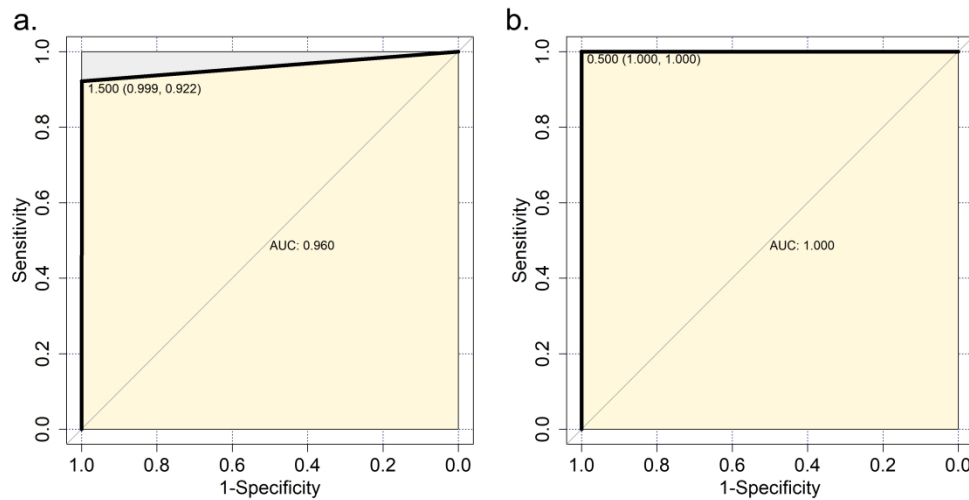 a.
1.0
0.8
0.6
0.4
0.2
0.0
Sensitivity
1.500 (0.999, 0.922)
AUC: 0.960
1.0 0.8 0.6 0.4 0.2 0.0
1-Specificity
b.
1.0
0.8
0.6
0.4
0.2
0.0
Sensitivity
0.500 (1.000, 1.000)
AUC: 1.000
1.0 0.8 0.6 0.4 0.2 0.0
1-Specificity